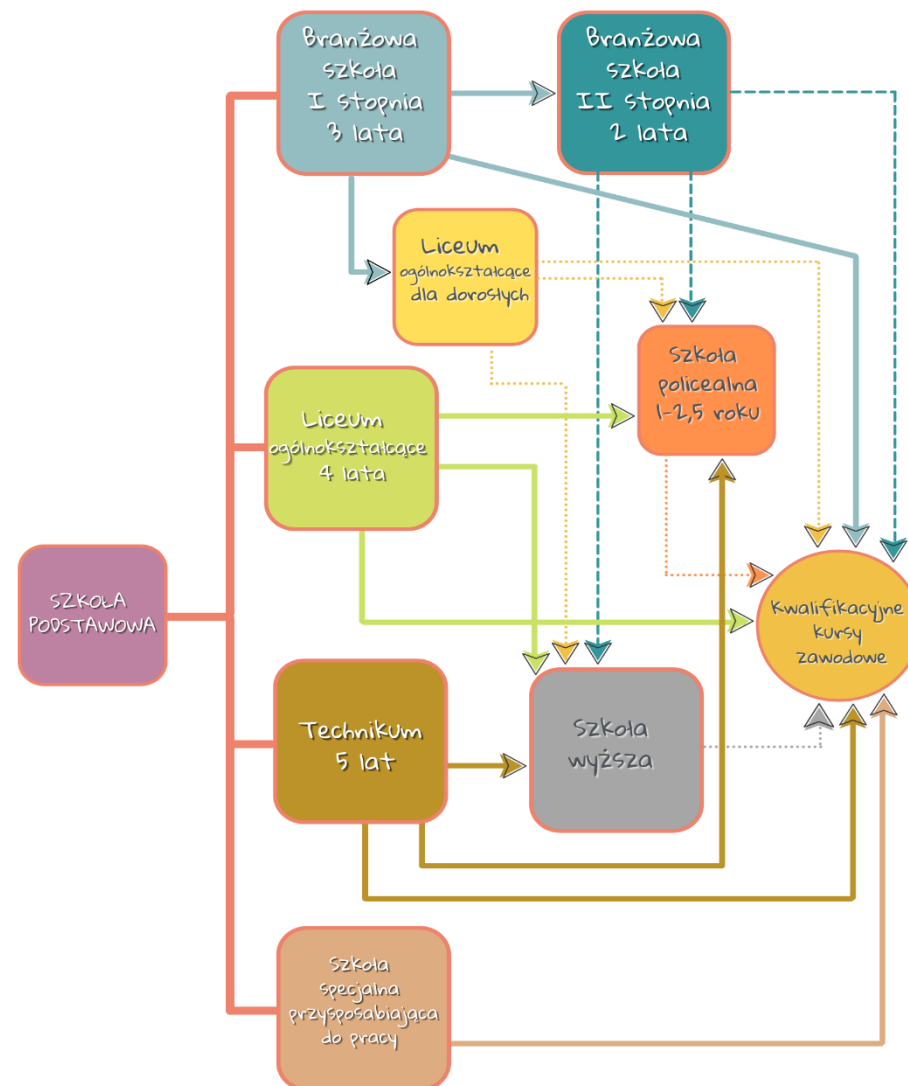 Branżowa
szkoła
I stopnia
3 lata
Branżowa
szkoła
II stopnia
2 lata
Liceum
ogólnokształcące
dla dorosłych
Szkoła
policealna
1-2,5 roku
Liceum
ogólnokształcące
4 lata
SZKOŁA
PODSTAWOWA
Kwalifikacyjne
kursy
zawodowe
Technikum
5 lat
Szkoła
wyższa
Szkoła
specjalna
przysposabiająca
do pracy